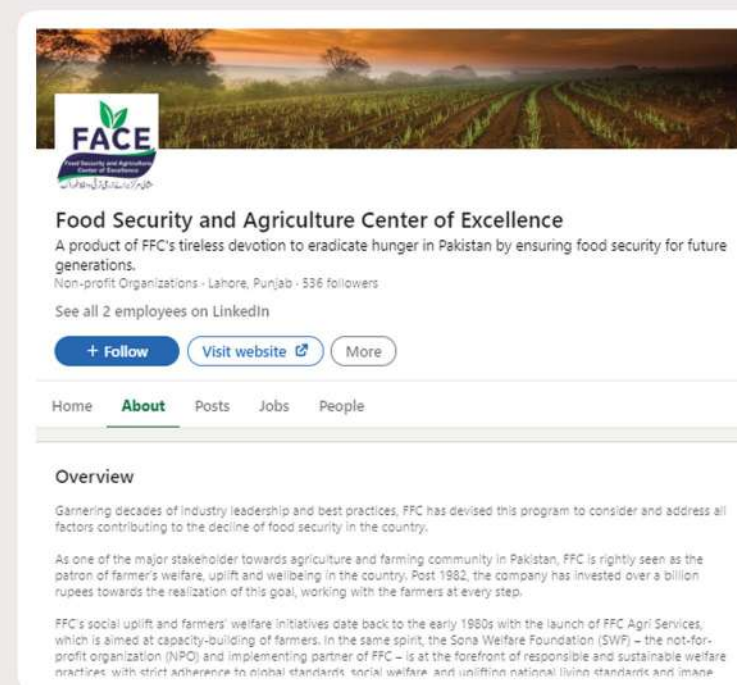 FACE
Food Security and Agriculture
Center of Excellence
Food Security and Agriculture Center of Excellence
A product of FFC's tireless devotion to eradicate hunger in Pakistan by ensuring food security for future
generations.
Non-profit Organizations · Lahore, Punjab · 536 followers
See all 2 employees on LinkedIn
+ Follow
Visit website
More
Home
About
Posts
Jobs
People
Overview
Garnering decades of industry leadership and best practices, FFC has devised this program to consider and address all
factors contributing to the decline of food security in the country.
As one of the major stakeholder towards agriculture and farming community in Pakistan, FFC is rightly seen as the
patron of farmer's welfare, uplift and wellbeing in the country. Post 1982, the company has invested over a billion
rupees towards the realization of this goal, working with the farmers at every step.
FFC's social uplift and farmers' welfare initiatives date back to the early 1980s with the launch of FFC Agri Services,
which is aimed at capacity-building of farmers. In the same spirit, the Sona Welfare Foundation (SWF) – the not-for-
profit organization (NPO) and implementing partner of FFC – is at the forefront of responsible and sustainable welfare
practices, with strict adherence to global standards, social welfare, and uplifting national living standards and image